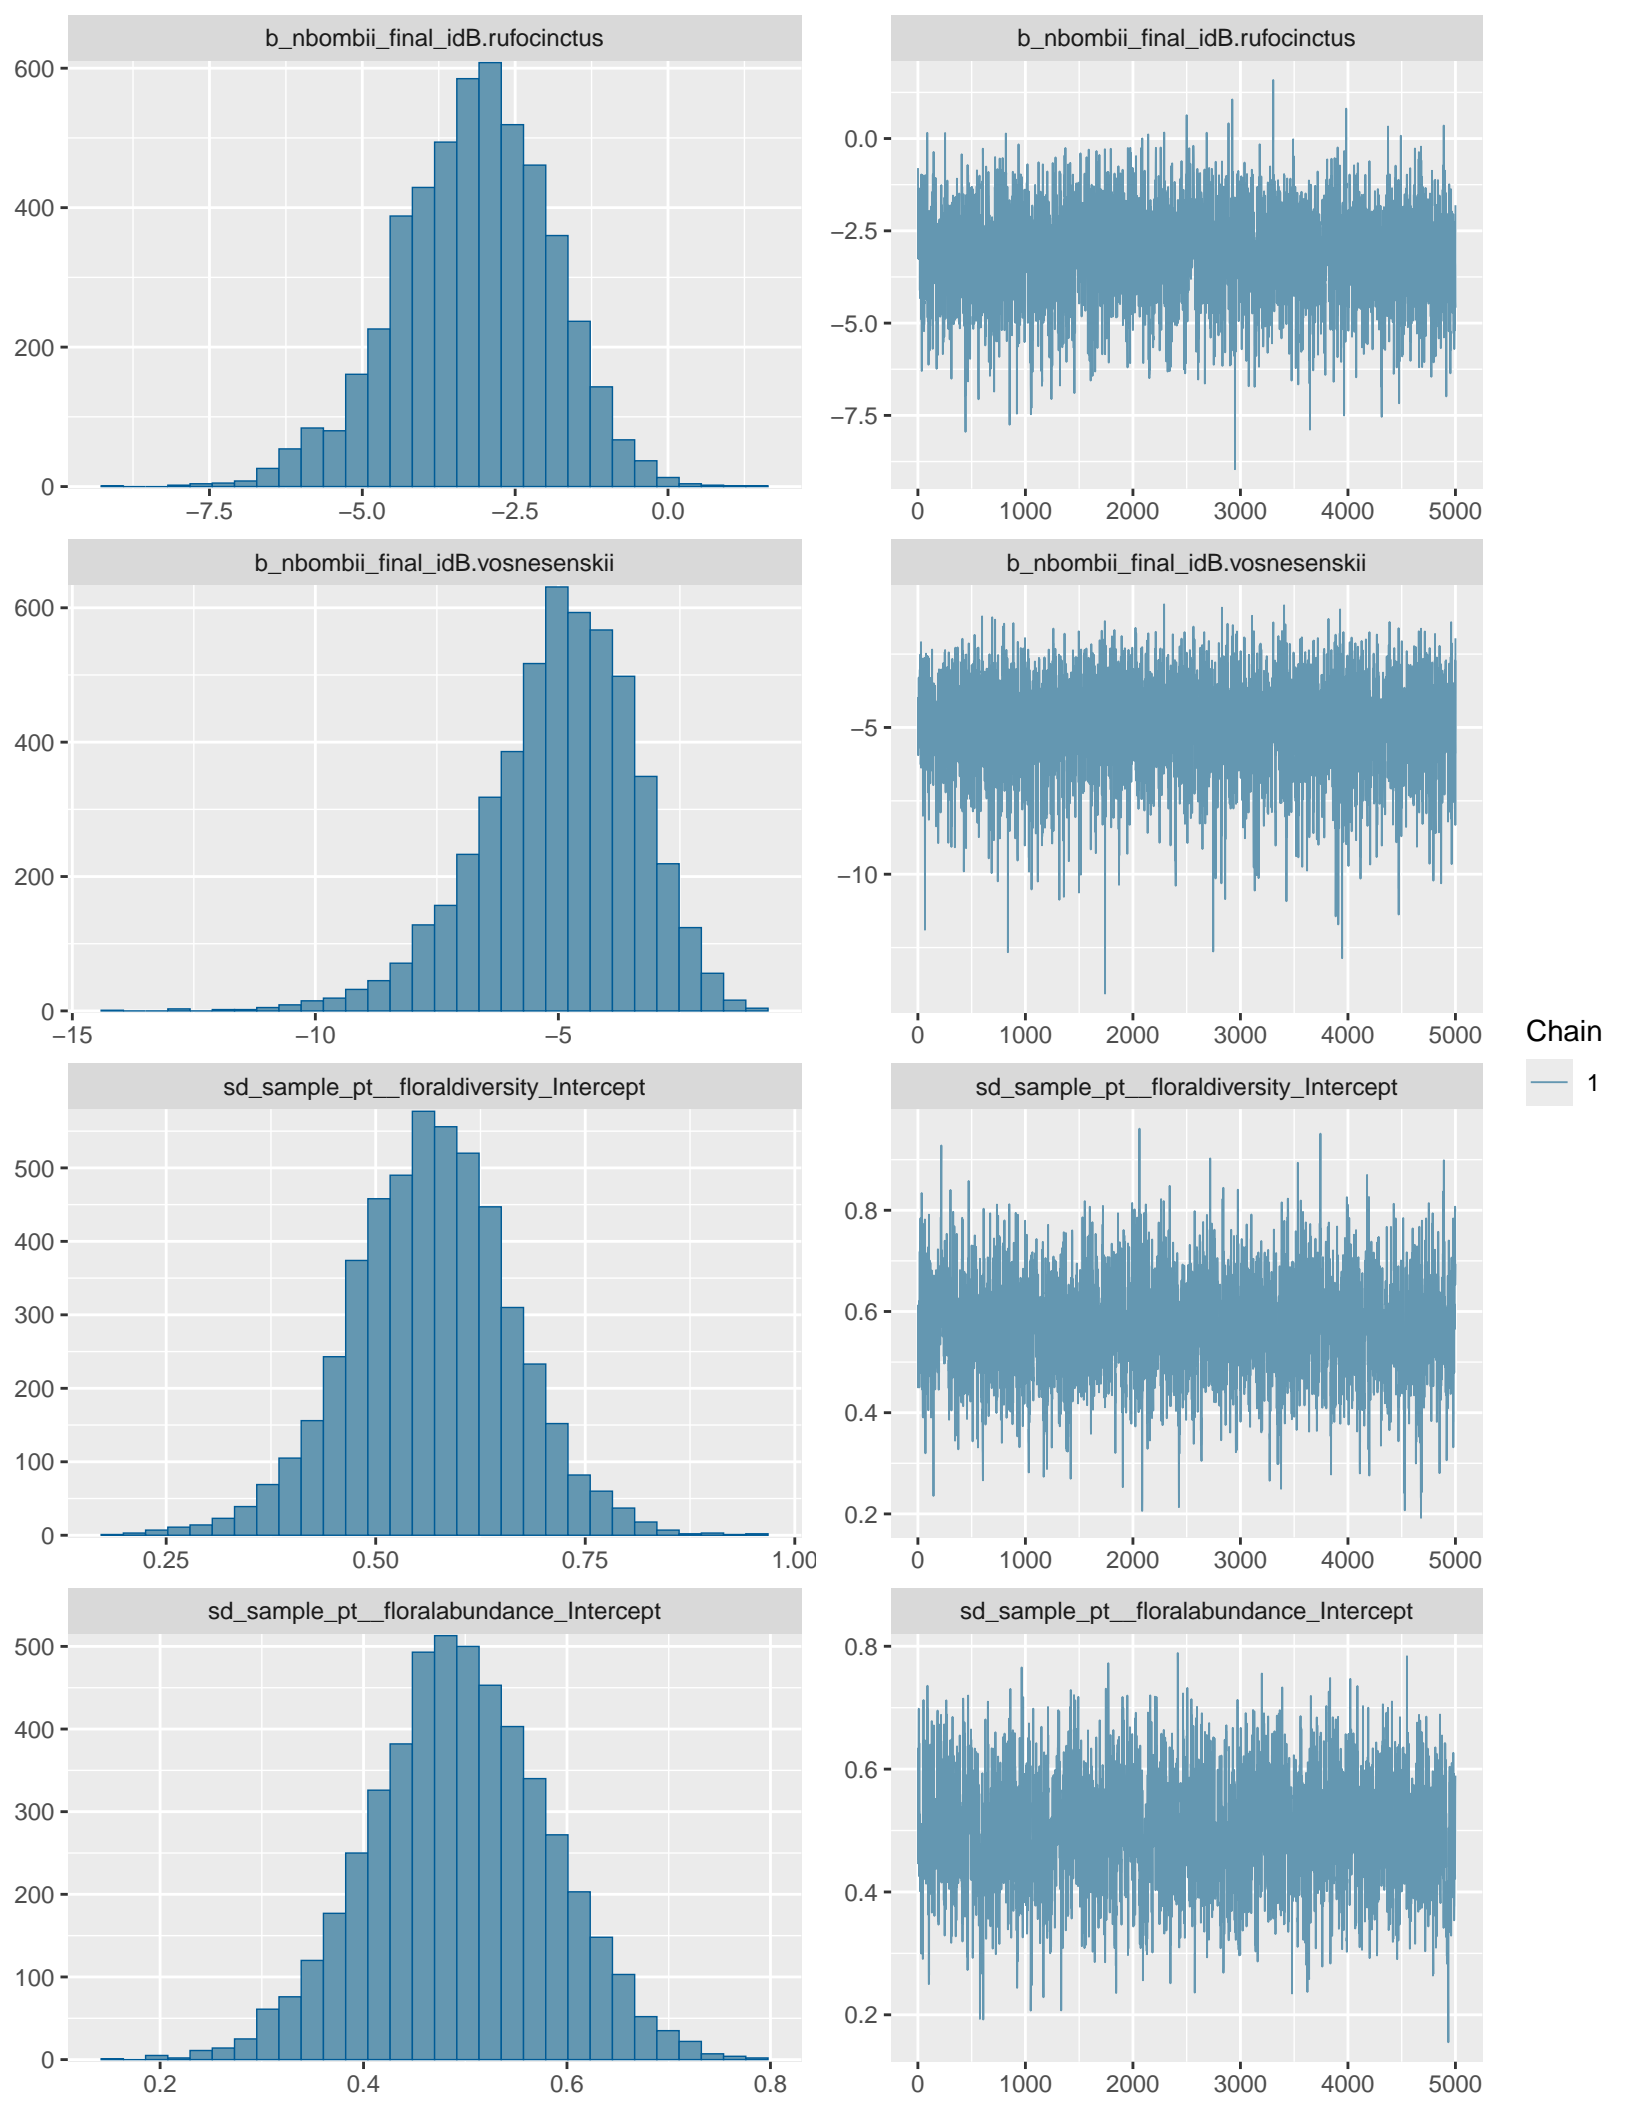 b_nbombii_final_idB.rufocinctus
b_nbombii_final_idB.rufocinctus
600
400
200
0
−7.5 −5.0 −2.5 0.0
0.0
−2.5
−5.0
−7.5
0 1000 2000 3000 4000 5000
b_nbombii_final_idB.vosnesenskii
b_nbombii_final_idB.vosnesenskii
600
400
200
0
−15 −10 −5
−5
−10
0 1000 2000 3000 4000 5000
Chain
1
sd_sample_pt__floraldiversity_Intercept
sd_sample_pt__floraldiversity_Intercept
500
400
300
200
100
0
0.25 0.50 0.75 1.00
0.8
0.6
0.4
0.2
0 1000 2000 3000 4000 5000
sd_sample_pt__floralabundance_Intercept
sd_sample_pt__floralabundance_Intercept
500
400
300
200
100
0
0.2 0.4 0.6 0.8
0.8
0.6
0.4
0.2
0 1000 2000 3000 4000 5000